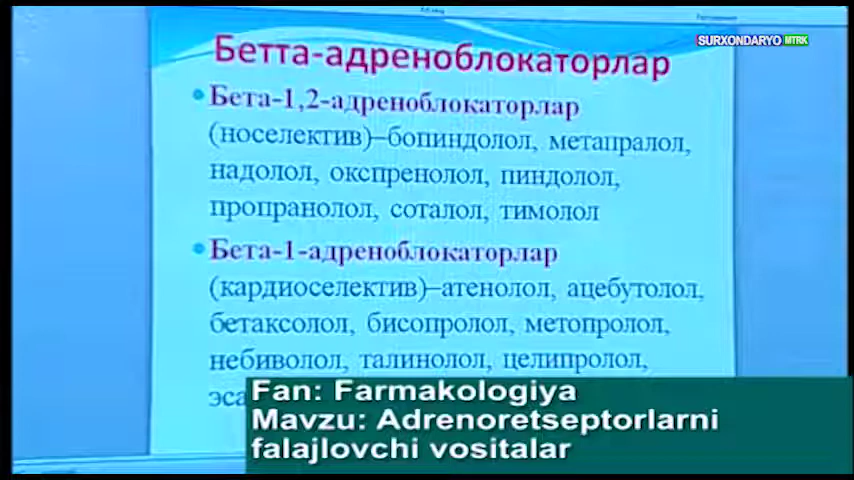 SURXONDARYO MTRK
Бетта-адреноблокаторлар
Бета-1,2-адреноблокаторлар
(носелектив)–бопиндолол, метапралол,
надолол, окспренолол, пиндолол,
пропранолол, соталол, тимолол
Бета-1-адреноблокаторлар
(кардиоселектив)–атенолол, ацебутолол,
бетаксолол, бисопролол, метопролол,
небиволол, талинолол, целипролол,
Fan: Farmakologiya
Mavzu: Adrenoretseptorlarni
falajlovchi vositalar